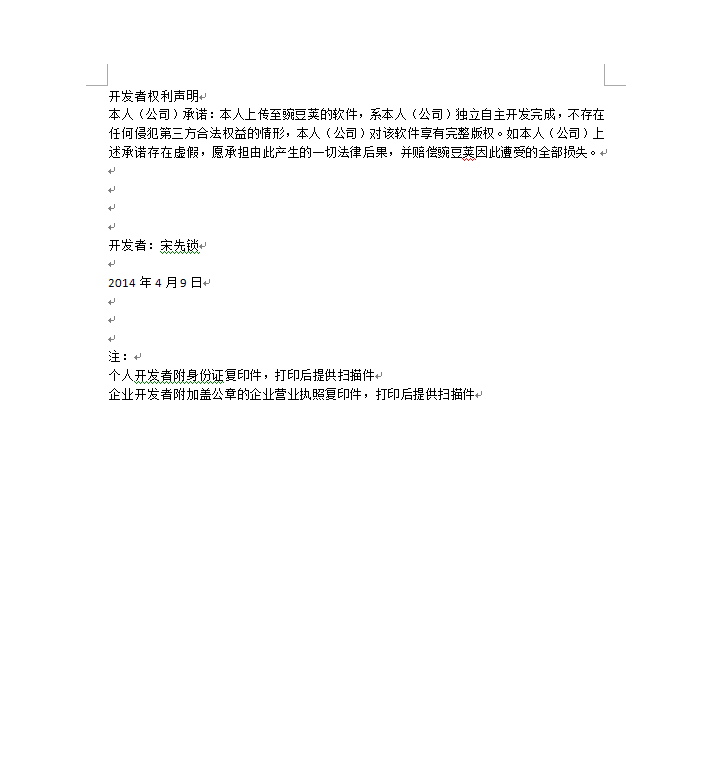 开发者权利声明
本人（公司）承诺：本人上传至豌豆荚的软件，系本人（公司）独立自主开发完成，不存在
任何侵犯第三方合法权益的情形，本人（公司）对该软件享有完整版权。如本人（公司）上
述承诺存在虚假，愿承担由此产生的一切法律后果，并赔偿豌豆荚因此遭受的全部损失。
开发者：宋先锁
2014 年 4 月 9 日
注：
个人开发者附身份证复印件，打印后提供扫描件
企业开发者附加盖公章的企业营业执照复印件，打印后提供扫描件